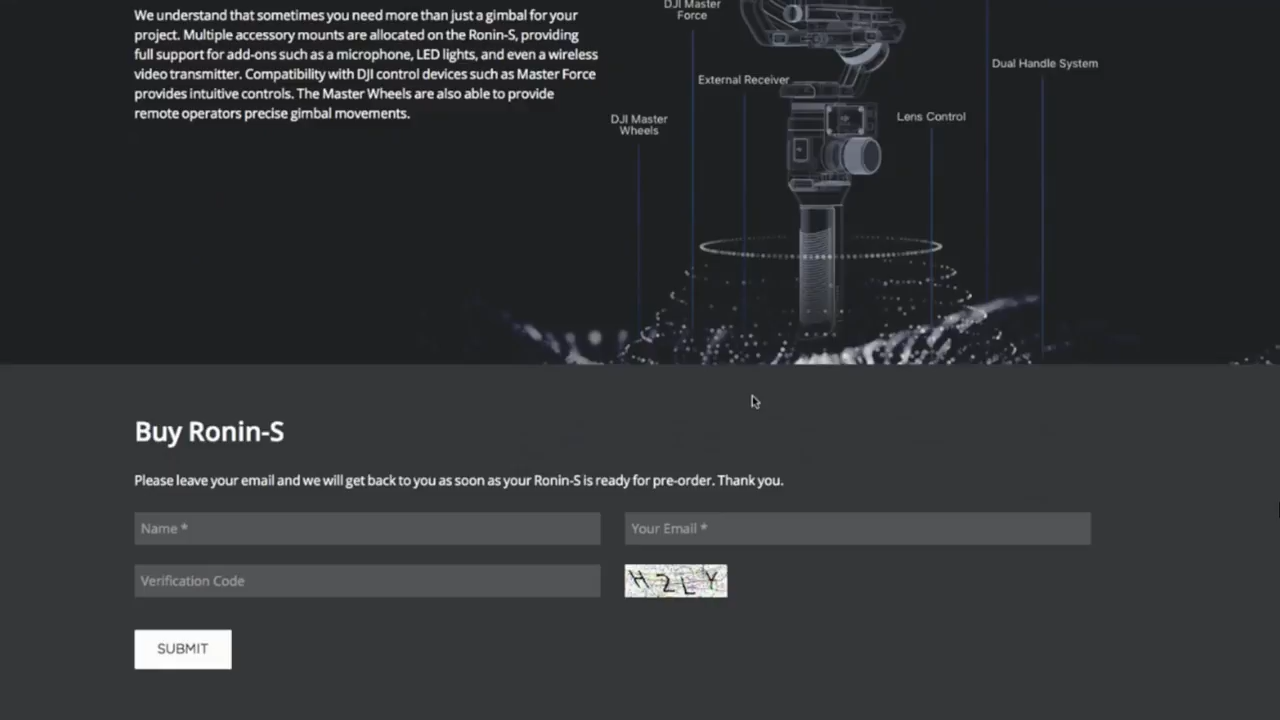 We understand that sometimes you need more than just a gimbal for your
project. Multiple accessory mounts are allocated on the Ronin-S, providing
full support for add-ons such as a microphone, LED lights, and even a wireless
video transmitter. Compatibility with DJI control devices such as Master Force
provides intuitive controls. The Master Wheels are also able to provide
remote operators precise gimbal movements.
DJI Master
Force
External Receiver
DJI Master
Wheels
Dual Handle System
Lens Control
Buy Ronin-S
Please leave your email and we will get back to you as soon as your Ronin-S is ready for pre-order. Thank you.
Name *
Your Email *
Verification Code
H2LY
SUBMIT